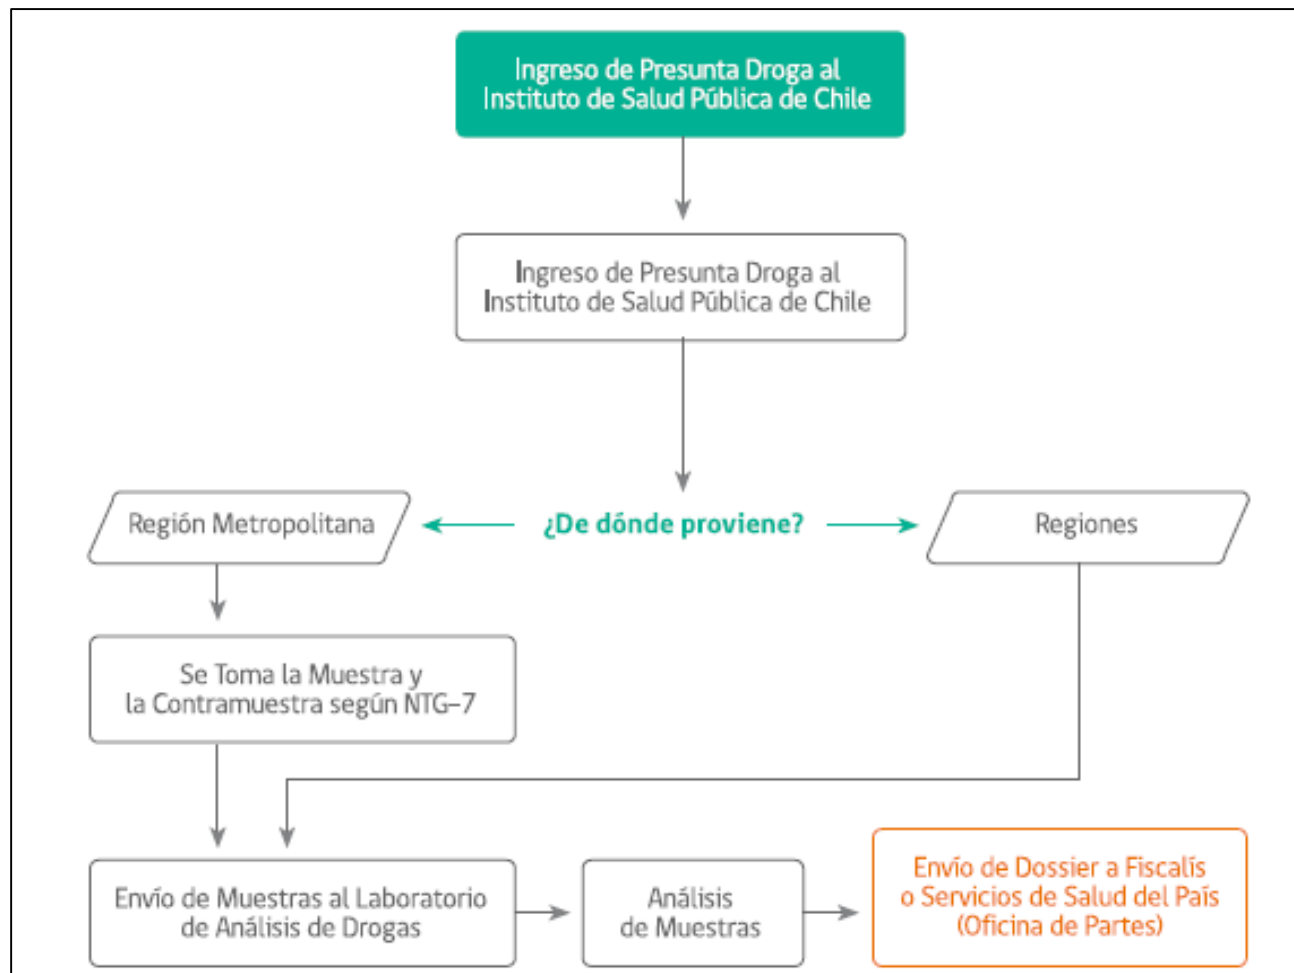 Ingreso de Presunta Droga al
Instituto de Salud Pública de Chile
Ingreso de Presunta Droga al
Instituto de Salud Pública de Chile
Región Metropolitana
¿De dónde proviene?
Regiones
Se Toma la Muestra y
la Contramuestra según NTG-7
Envío de Muestras al Laboratorio
de Análisis de Drogas
Análisis
de Muestras
Envío de Dossier a Fiscalís
o Servicios de Salud del País
(Oficina de Partes)